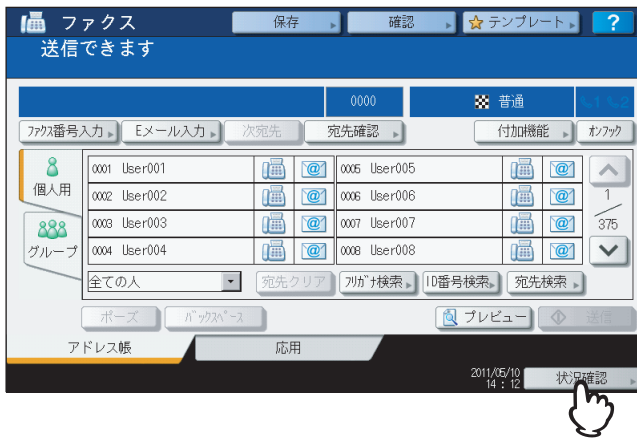 ファクス 保存 確認 テンプレート ?
送信できます
0000 普通 1 2
ファクス番号入力 Eメール入力 次宛先 宛先確認 付加機能 オンフック
個人用
グループ
0001 User001 @ 0005 User005 @
0002 User002 @ 0006 User006 @
0003 User003 @ 0007 User007 @
0004 User004 @ 0008 User008 @
1
375
全ての人 宛先クリア フリガナ検索 ID番号検索 宛先検索
ポーズ バックスペース プレビュー 送信
アドレス帳 応用
2011/05/10
14 : 12
状況確認